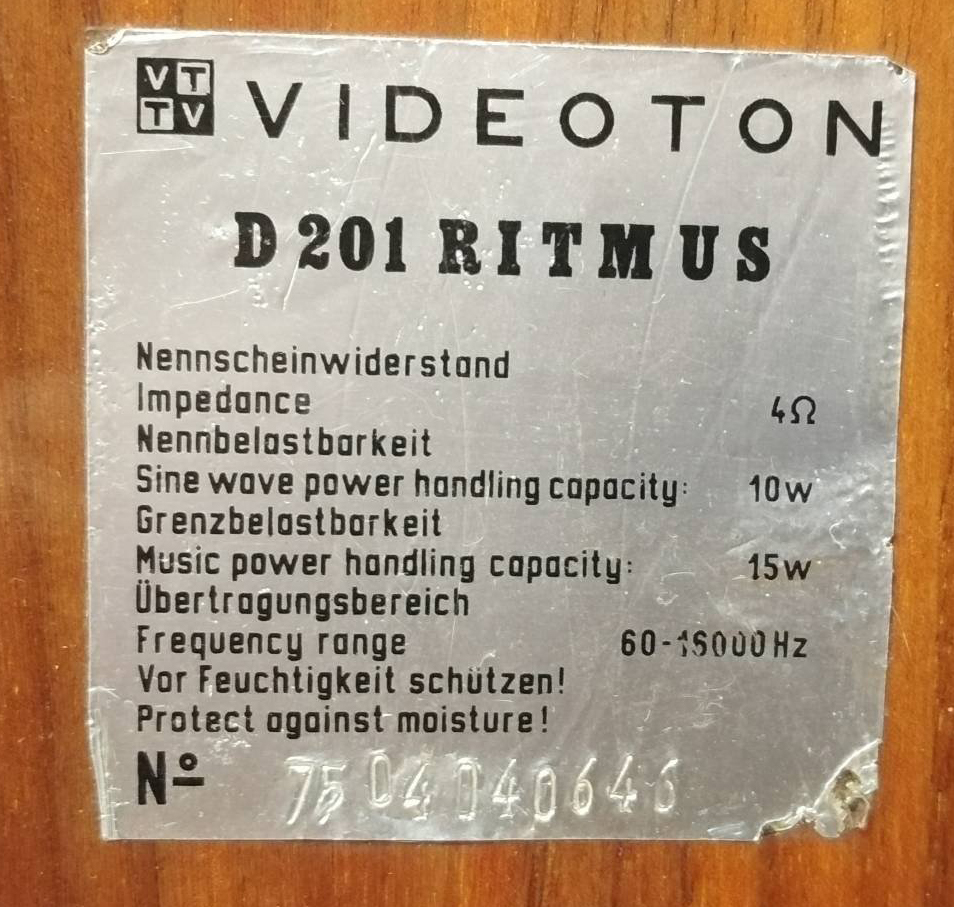 VT
TV
VIDEOTON
D 201 RITMUS
Nennscheinwiderstand
Impedance 4Ω
Nennbelastbarkeit
Sine wave power handling capacity: 10w
Grenzbelastbarkeit
Music power handling capacity: 15w
Übertragungsbereich
Frequency range 60-16000Hz
Vor Feuchtigkeit schützen!
Protect against moisture!
Nº 7504040646